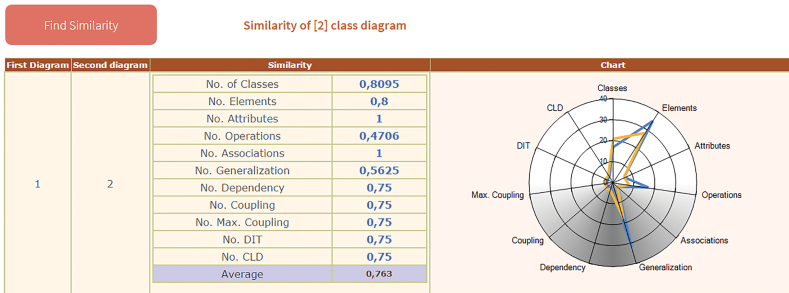 Find Similarity
Similarity of [2] class diagram
First Diagram Second diagram Similarity Chart
1 2
No. of Classes 0,8095
No. Elements 0,8
No. Attributes 1
No. Operations 0,4706
No. Associations 1
No. Generalization 0,5625
No. Dependency 0,75
No. Coupling 0,75
No. Max. Coupling 0,75
No. DIT 0,75
No. CLD 0,75
Average 0,763
Classes
Elements
Attributes
Operations
Associations
Generalization
Dependency
Coupling
Max. Coupling
DIT
CLD
40
30
20
10
0